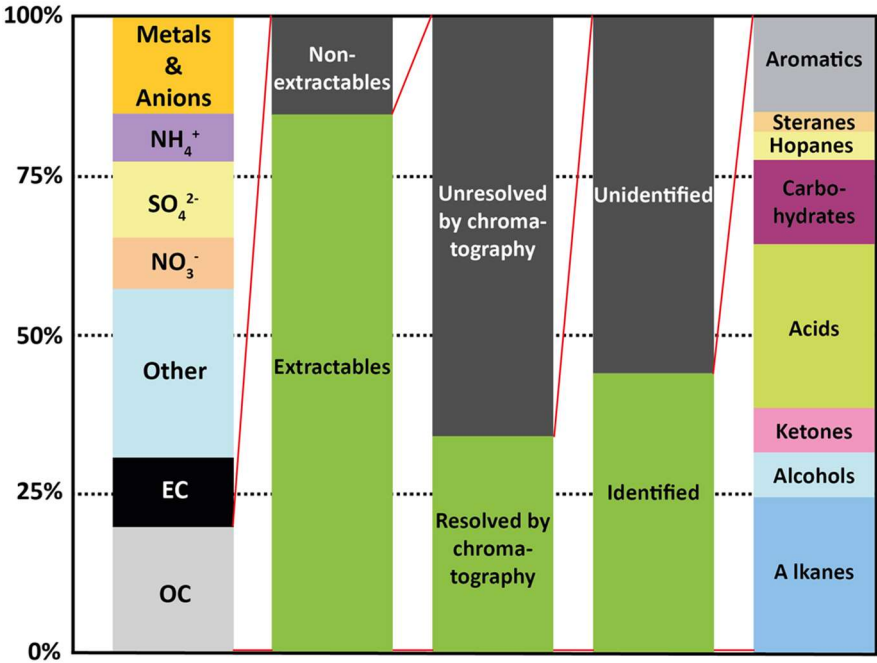 100%
75%
50%
25%
0%
Metals
&
Anions
NH4+
SO42-
NO3-
Other
EC
OC
Non-
extractables
Extractables
Unresolved
by chroma-
tography
Resolved by
chroma-
tography
Unidentified
Identified
Aromatics
Steranes
Hopanes
Carbo-
hydrates
Acids
Ketones
Alcohols
A lkanes